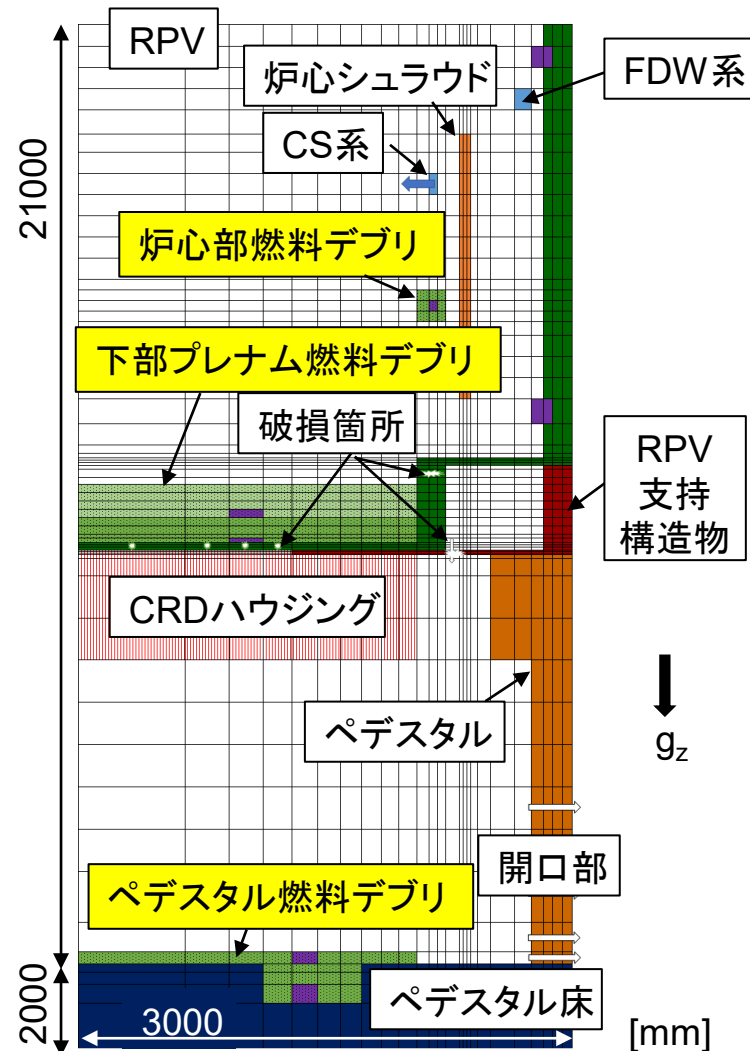 RPV
炉心シュラウド
FDW系
CS系
21000
炉心部燃料デブリ
下部プレナム燃料デブリ
破損箇所
RPV
支持
構造物
CRDハウジング
ペデスタル
gz
開口部
ペデスタル燃料デブリ
ペデスタル床
2000
3000
[mm]